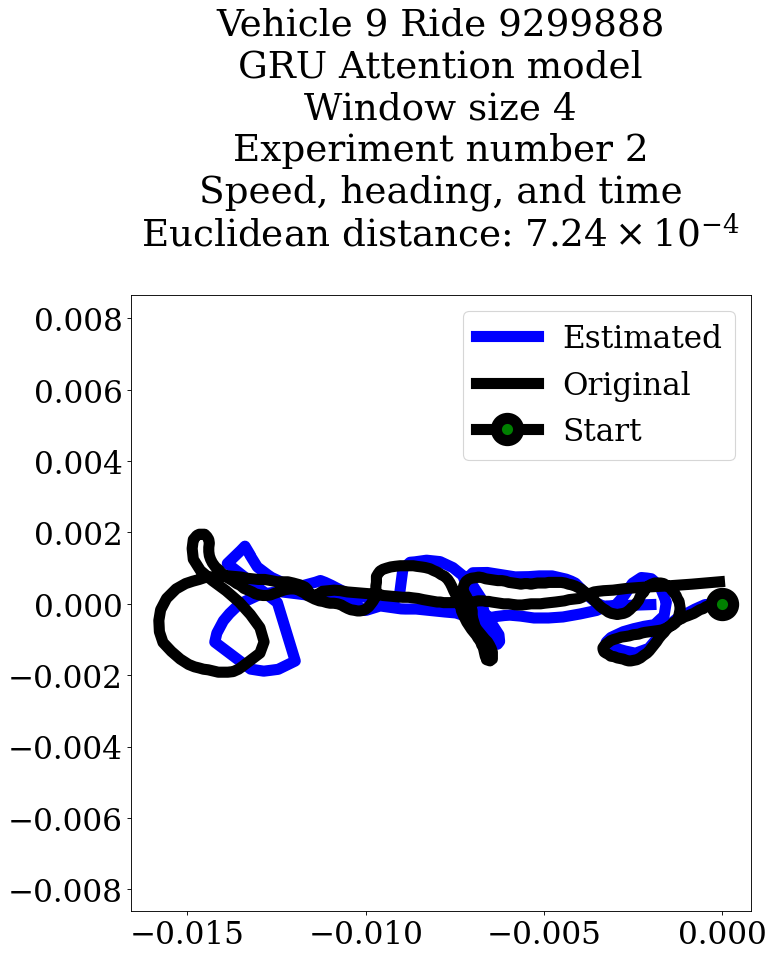 Vehicle 9 Ride 9299888
GRU Attention model
Window size 4
Experiment number 2
Speed, heading, and time
Euclidean distance: 7.24 × 10⁻⁴
Estimated
Original
Start
0.008
0.006
0.004
0.002
0.000
−0.002
−0.004
−0.006
−0.008
−0.015 −0.010 −0.005 0.000